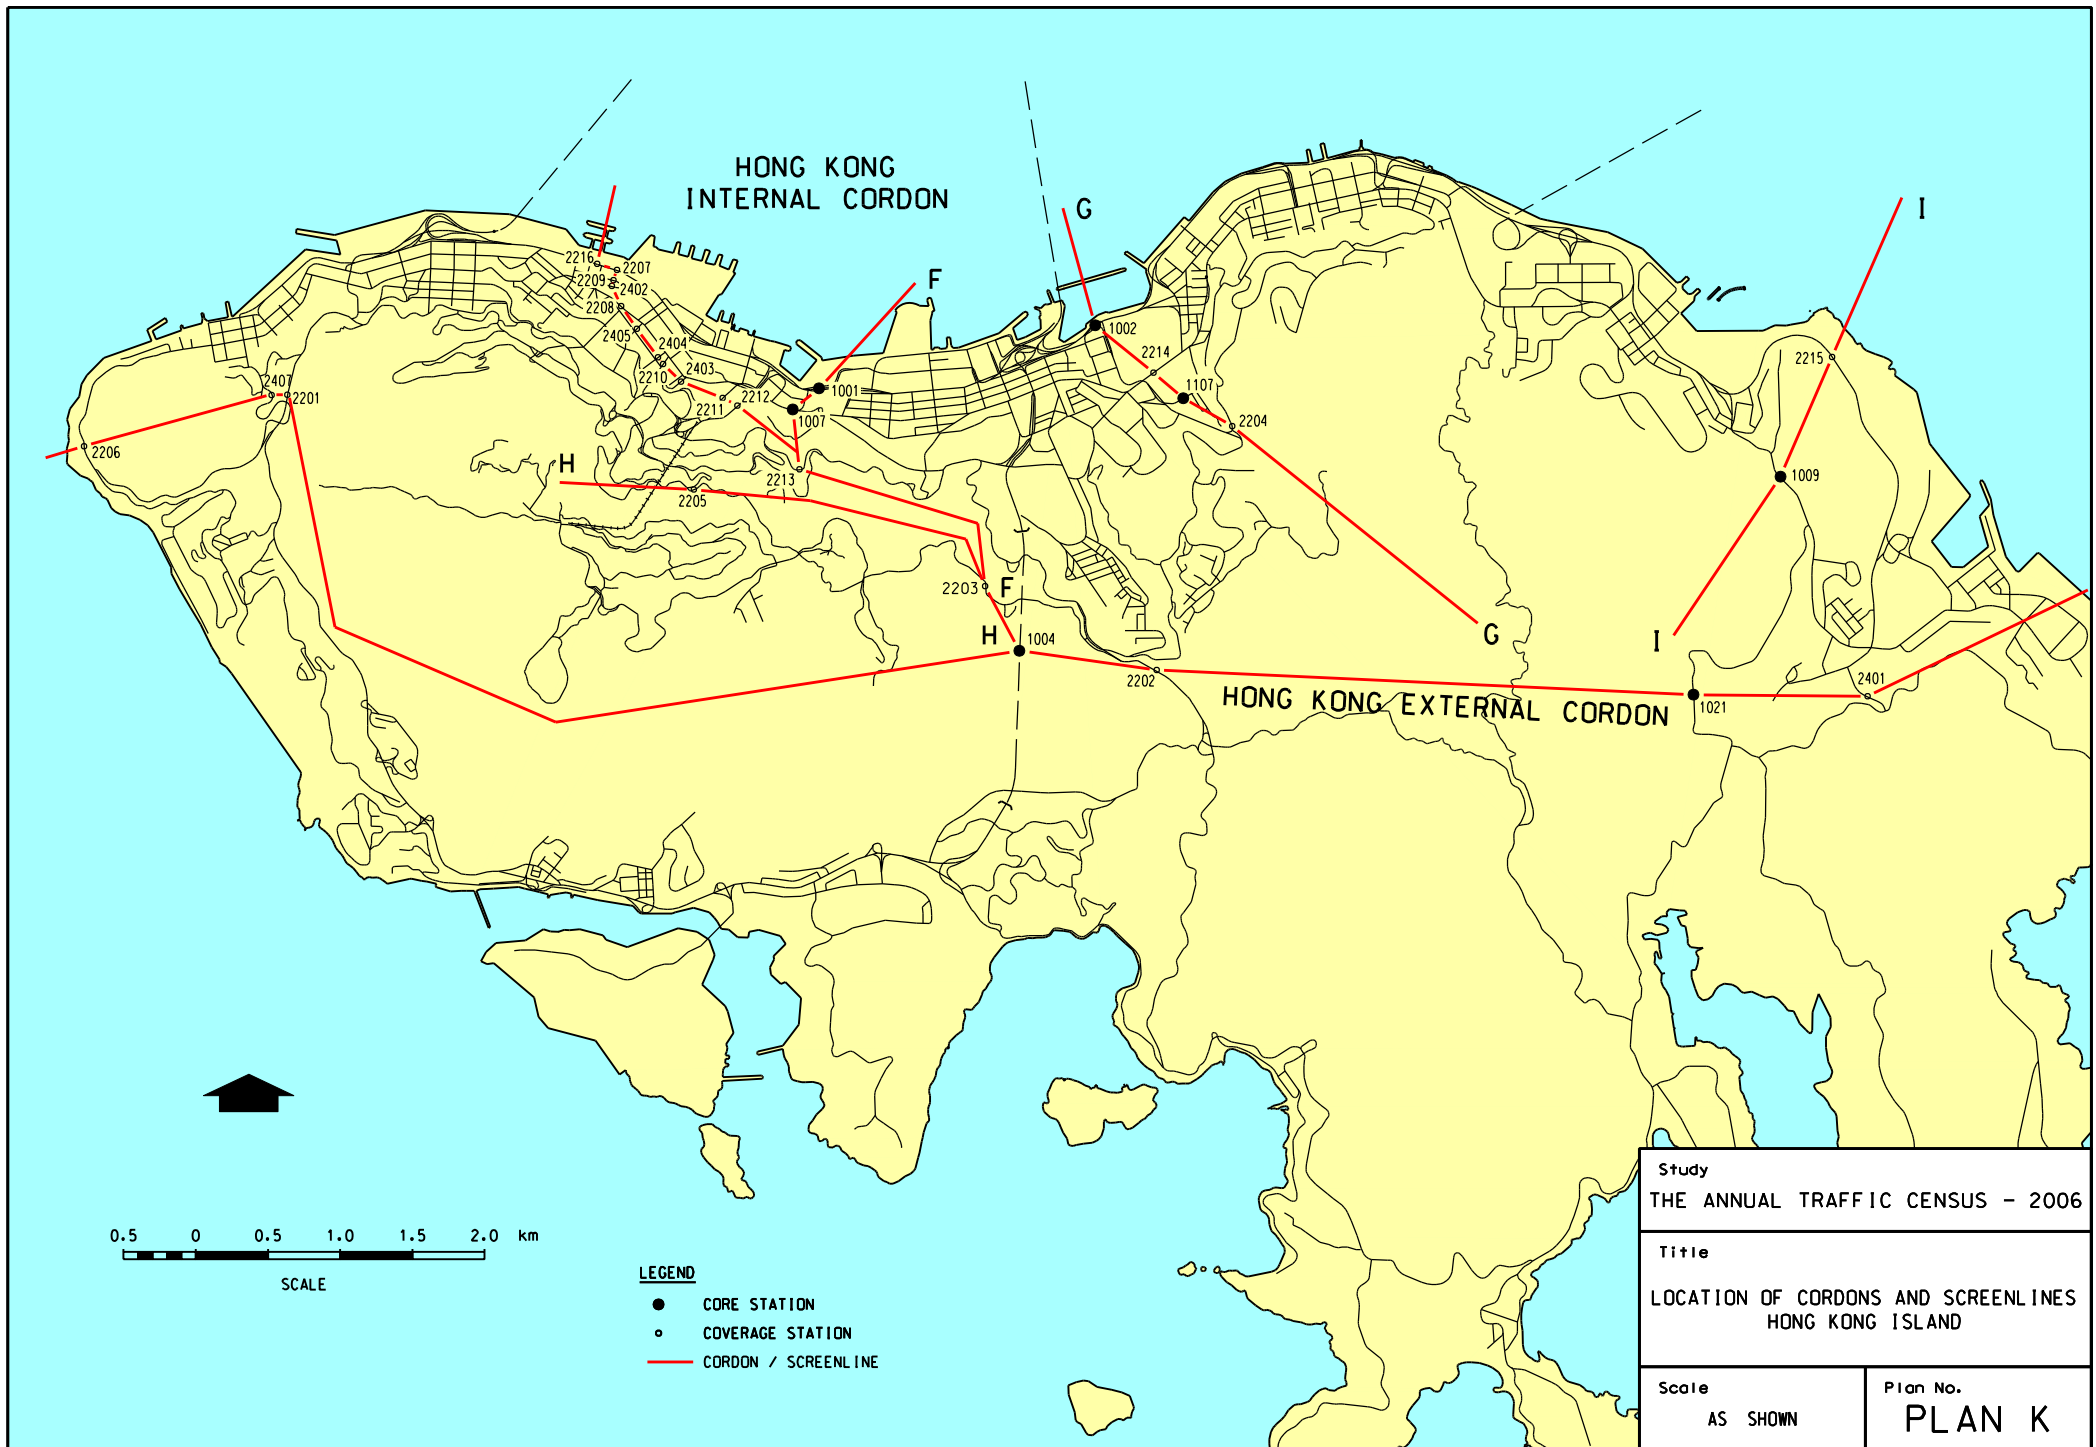 HONG KONG
INTERNAL CORDON
G
I
F
2216
2207
2209
2402
2208
2405
2404
2403
2210
2211
2212
1001
1007
1002
2214
1107
2204
2215
2407
2201
2206
H
2213
2205
1009
2203
F
H
1004
G
I
2202
2401
1021
HONG KONG EXTERNAL CORDON
0.5 0 0.5 1.0 1.5 2.0 km
SCALE
LEGEND
CORE STATION
COVERAGE STATION
CORDON / SCREENLINE
Study
THE ANNUAL TRAFFIC CENSUS - 2006
Title
LOCATION OF CORDONS AND SCREENLINES
HONG KONG ISLAND
Scale
AS SHOWN
Plan No.
PLAN K